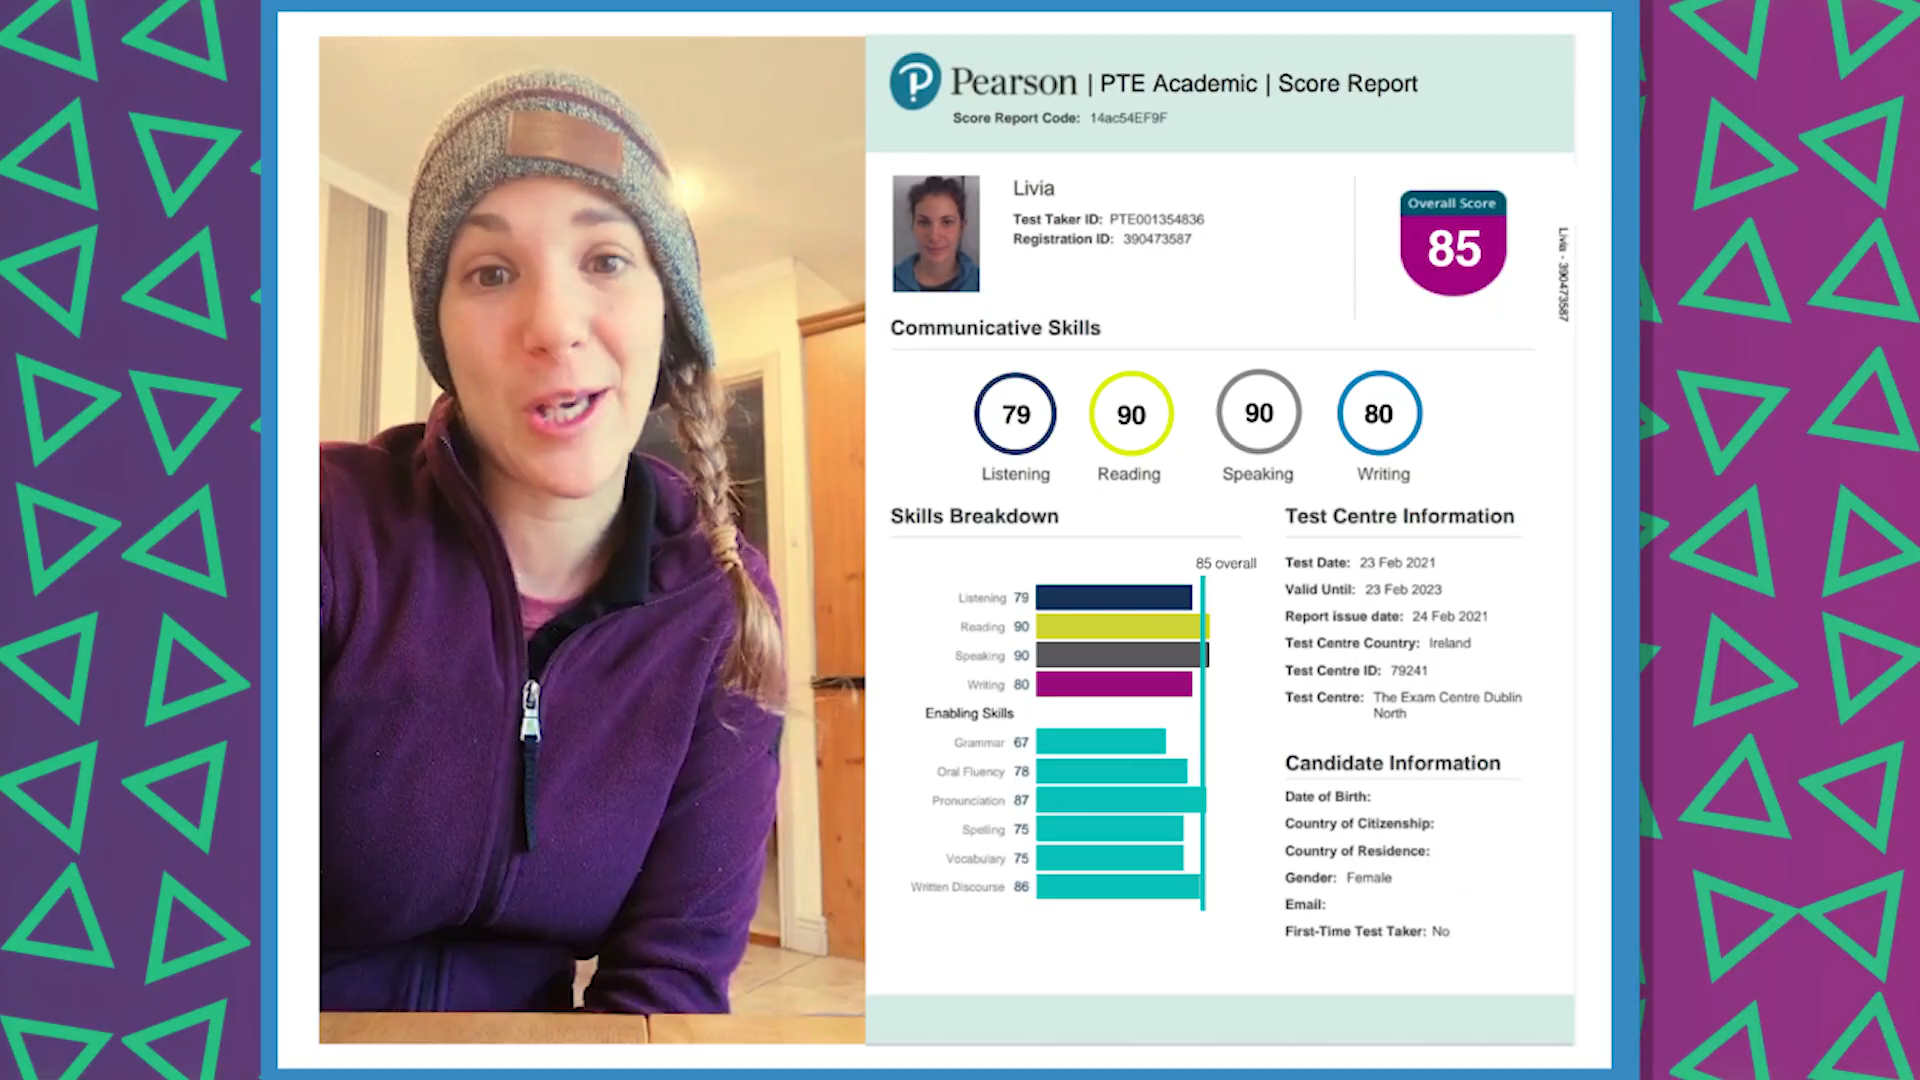 Pearson | PTE Academic | Score Report
Score Report Code: 14ac54EF9F
Livia
Test Taker ID: PTE001354836
Registration ID: 390473587
Overall Score
85
Livia - 390473587
Communicative Skills
79 90 90 80
Listening Reading Speaking Writing
Skills Breakdown
85 overall
Listening 79
Reading 90
Speaking 90
Writing 80
Enabling Skills
Grammar 67
Oral Fluency 78
Pronunciation 87
Spelling 75
Vocabulary 75
Written Discourse 86
Test Centre Information
Test Date: 23 Feb 2021
Valid Until: 23 Feb 2023
Report issue date: 24 Feb 2021
Test Centre Country: Ireland
Test Centre ID: 79241
Test Centre: The Exam Centre Dublin
North
Candidate Information
Date of Birth:
Country of Citizenship:
Country of Residence:
Gender: Female
Email:
First-Time Test Taker: No